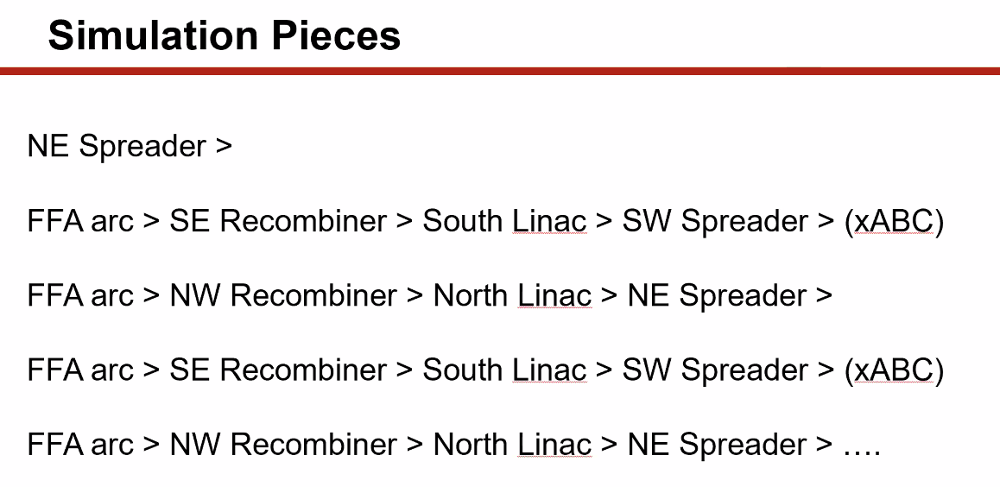 Simulation Pieces
NE Spreader >
FFA arc > SE Recombiner > South Linac > SW Spreader > (xABC)
FFA arc > NW Recombiner > North Linac > NE Spreader >
FFA arc > SE Recombiner > South Linac > SW Spreader > (xABC)
FFA arc > NW Recombiner > North Linac > NE Spreader > ….